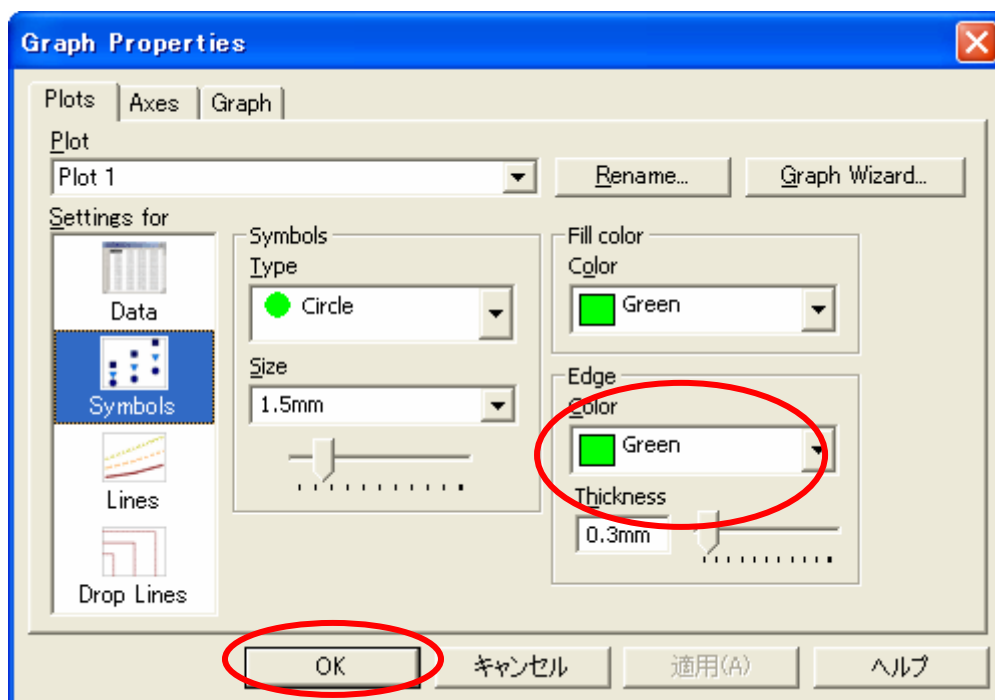 Graph Properties
Plots
Axes
Graph
Plot
Plot 1
Rename...
Graph Wizard...
Settings for
Data
Symbols
Lines
Drop Lines
Symbols
Type
Circle
Size
1.5mm
Fill color
Color
Green
Edge
Color
Green
Thickness
0.3mm
OK
キャンセル
適用(A)
ヘルプ